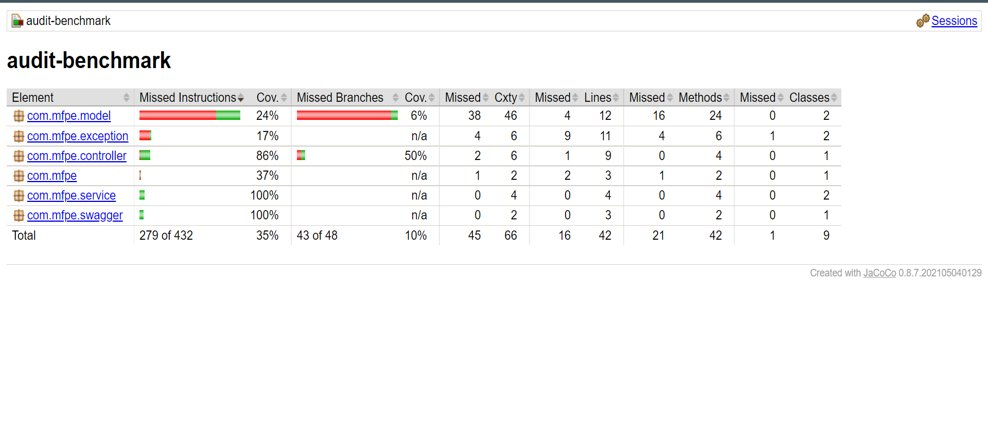 audit-benchmark Sessions
audit-benchmark
Element Missed Instructions Cov. Missed Branches Cov. Missed Cxty Missed Lines Missed Methods Missed Classes
com.mfpe.model 24% 6% 38 46 4 12 16 24 0 2
com.mfpe.exception 17% n/a 4 6 9 11 4 6 1 2
com.mfpe.controller 86% 50% 2 6 1 9 0 4 0 1
com.mfpe 37% n/a 1 2 2 3 1 2 0 1
com.mfpe.service 100% n/a 0 4 0 4 0 4 0 2
com.mfpe.swagger 100% n/a 0 2 0 3 0 2 0 1
Total 279 of 432 35% 43 of 48 10% 45 66 16 42 21 42 1 9
Created with JaCoCo 0.8.7.202105040129